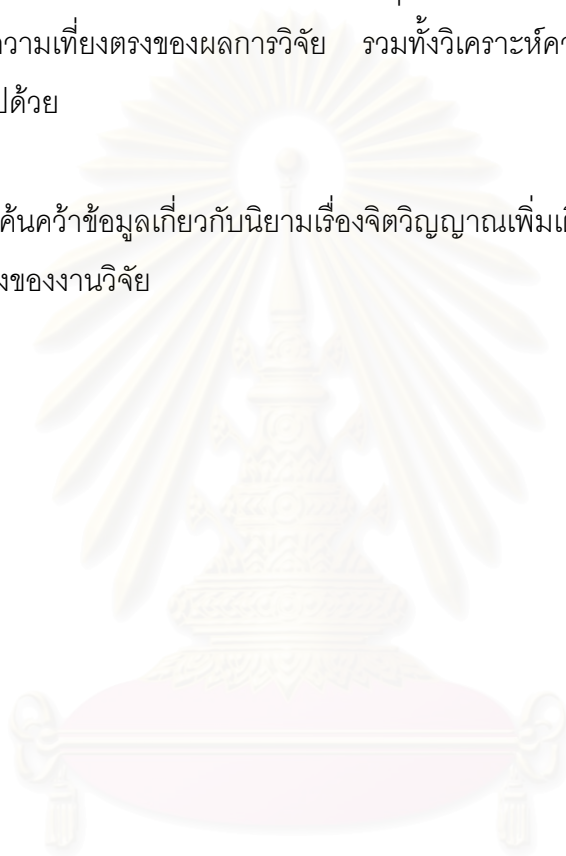 วามเที่ยงตรงของผลการวิจัย รวมทั้งวิเคราะห์คว
ปด้วย
ค้นคว้าข้อมูลเกี่ยวกับนิยามเรื่องจิตวิญญาณเพิ่มเติ
งของงานวิจัย